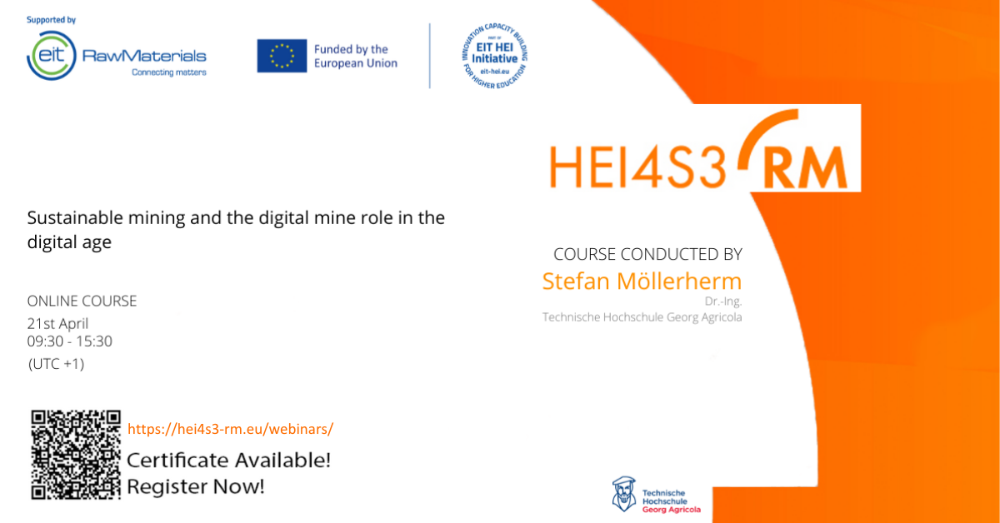 Supported by
eit RawMaterials
Connecting matters
Funded by the
European Union
INNOVATION CAPACITY BUILDING
PART OF
EIT HEI
Initiative
eit-hei.eu
FOR HIGHER EDUCATION
HEI4S3 RM
Sustainable mining and the digital mine role in the
digital age
COURSE CONDUCTED BY
Stefan Möllerherm
Dr.-Ing.
Technische Hochschule Georg Agricola
ONLINE COURSE
21st April
09:30 - 15:30
(UTC +1)
https://hei4s3-rm.eu/webinars/
Certificate Available!
Register Now!
Technische
Hochschule
Georg Agricola